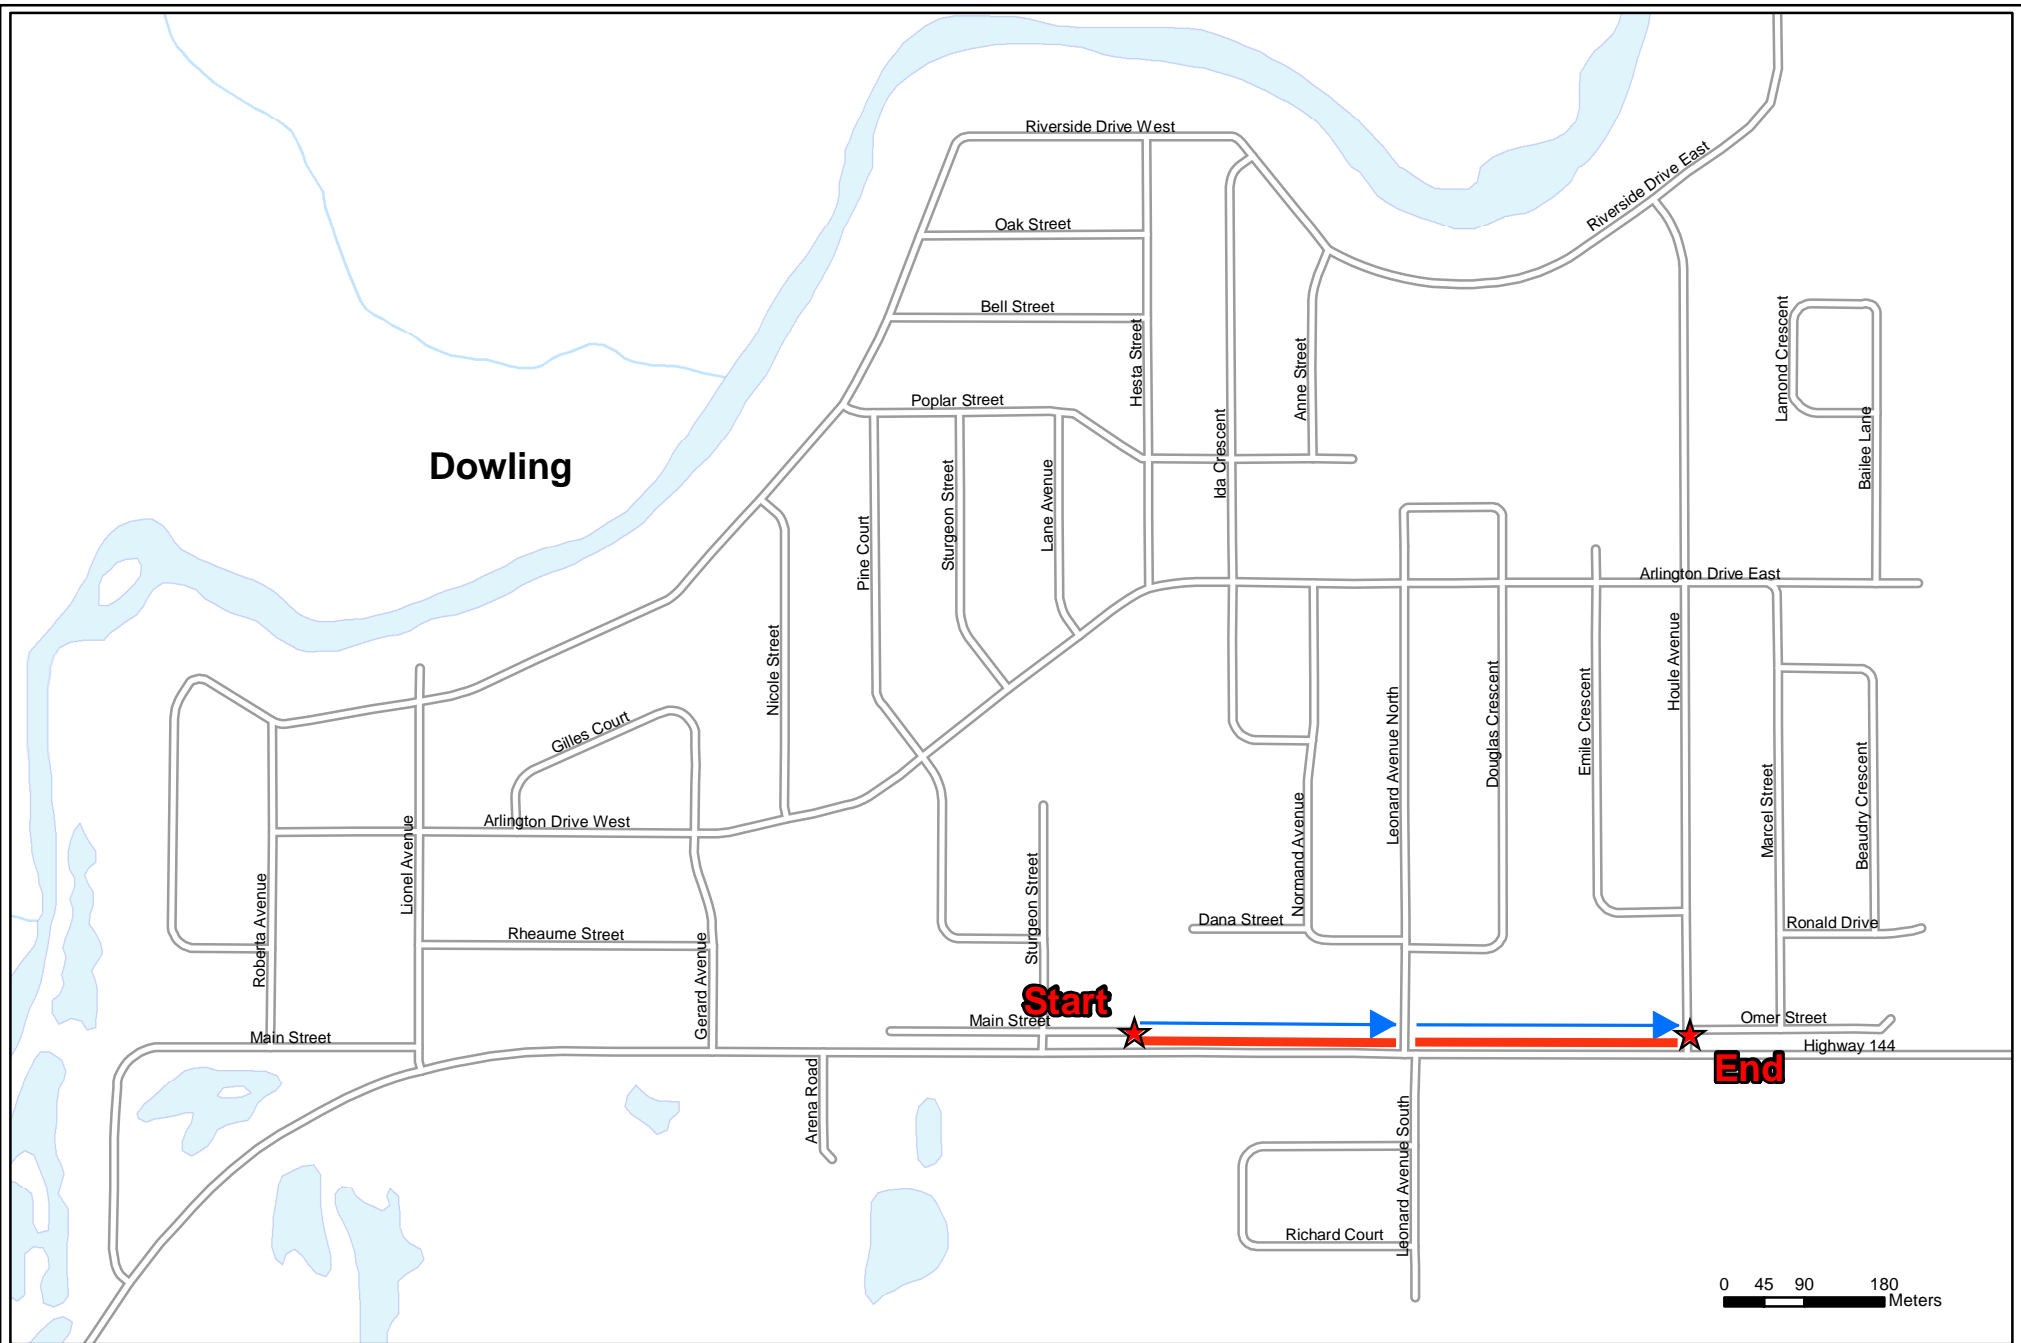 Riverside Drive West
Riverside Drive East
Oak Street
Bell Street
Hesta Street
Lamond Crescent
Anne Street
Poplar Street
Ida Crescent
Bailee Lane
Dowling
Sturgeon Street
Lane Avenue
Pine Court
Arlington Drive East
Nicole Street
Houle Avenue
Gilles Court
Leonard Avenue North
Douglas Crescent
Emile Crescent
Marcel Street
Beaudry Crescent
Arlington Drive West
Lionel Avenue
Normand Avenue
Roberta Avenue
Sturgeon Street
Dana Street
Ronald Drive
Rheaume Street
Gerard Avenue
Start
Main Street
Omer Street
Main Street
Highway 144
End
Arena Road
Leonard Avenue South
Richard Court
0 45 90 180
Meters